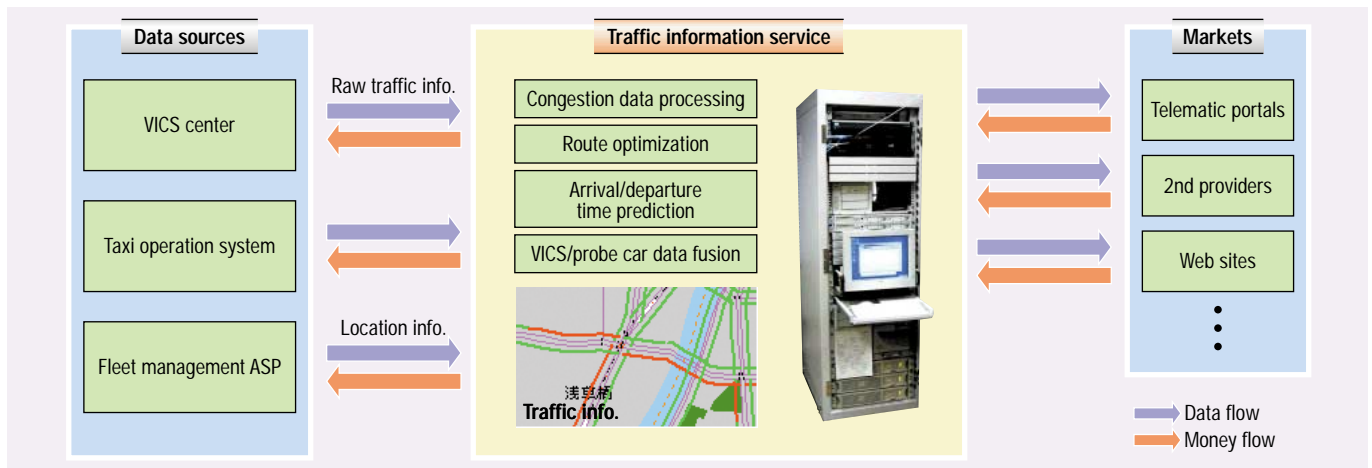 Data sources
VICS center
Taxi operation system
Fleet management ASP
Raw traffic info.
Location info.
Traffic information service
Congestion data processing
Route optimization
Arrival/departure
time prediction
VICS/probe car data fusion
浅草橋
Traffic info.
Markets
Telematic portals
2nd providers
Web sites
Data flow
Money flow